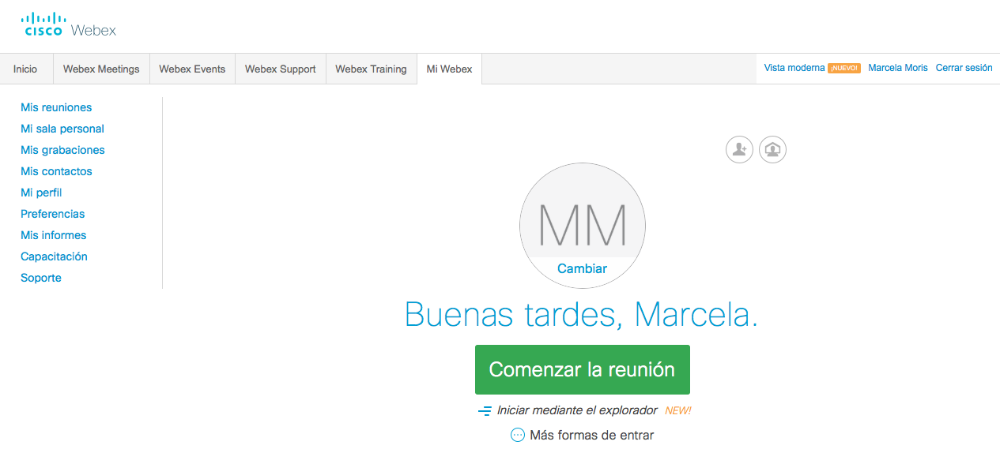 CISCO Webex
Inicio Webex Meetings Webex Events Webex Support Webex Training Mi Webex Vista moderna ¡NUEVO! Marcela Moris Cerrar sesión
Mis reuniones
Mi sala personal
Mis grabaciones
Mis contactos
Mi perfil
Preferencias
Mis informes
Capacitación
Soporte
MM
Cambiar
Buenas tardes, Marcela.
Comenzar la reunión
Iniciar mediante el explorador NEW!
Más formas de entrar